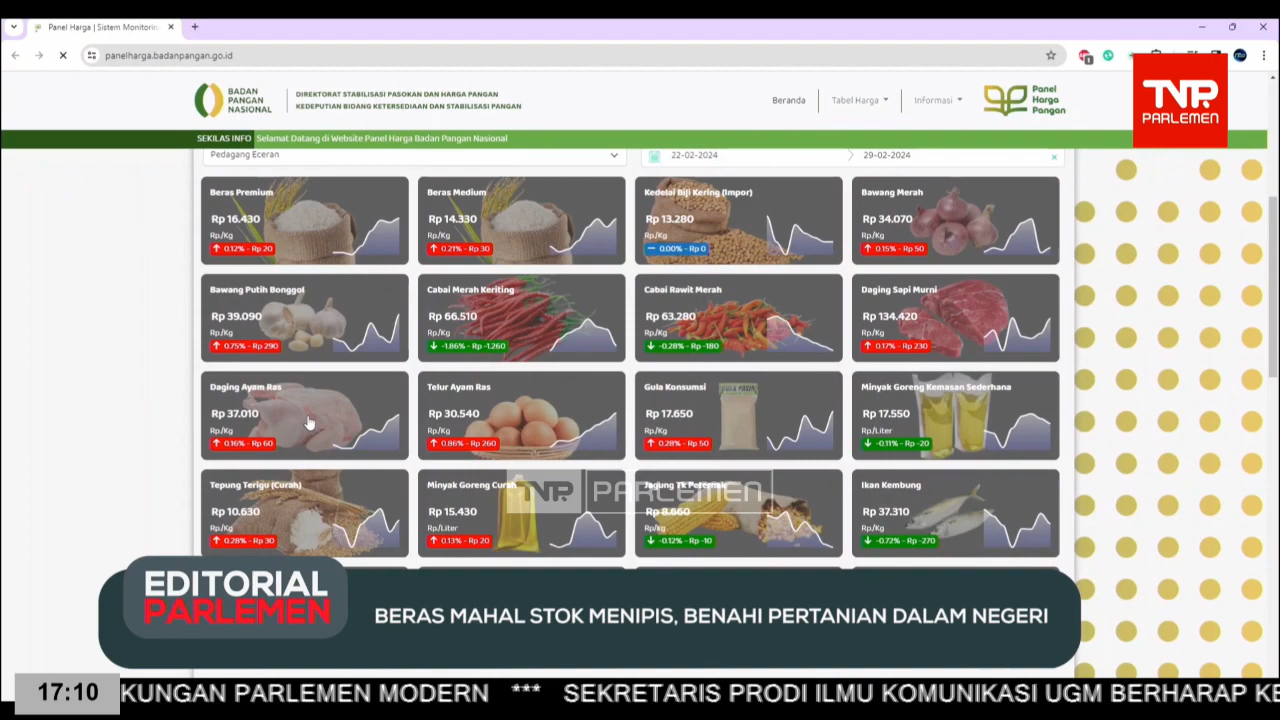 Panel Harga | Sistem Monitorin
panelharga.badanpangan.go.id
BADAN PANGAN NASIONAL
DIREKTORAT STABILISASI PASOKAN DAN HARGA PANGAN
KEDEPUTIAN BIDANG KETERSEDIAAN DAN STABILISASI PANGAN
Beranda
Tabel Harga
Informasi
Panel Harga Pangan
TVR PARLEMEN
SEKILAS INFO Selamat Datang di Website Panel Harga Badan Pangan Nasional
Pedagang Eceran
22-02-2024
29-02-2024
Beras Premium
Rp 16.430
Rp./Kg
0.12% - Rp 20
Beras Medium
Rp 14.330
Rp./Kg
0.21% - Rp 30
Kedelai Biji Kering (Impor)
Rp 13.280
Rp./Kg
0.00% - Rp 0
Bawang Merah
Rp 34.070
Rp./Kg
0.15% - Rp 50
Bawang Putih Bonggol
Rp 39.090
Rp./Kg
0.75% - Rp 290
Cabai Merah Keriting
Rp 66.510
Rp./Kg
-1.86% - Rp -1.260
Cabai Rawit Merah
Rp 63.280
Rp./Kg
-0.28% - Rp -180
Daging Sapi Murni
Rp 134.420
Rp./Kg
0.17% - Rp 230
Daging Ayam Ras
Rp 37.010
Rp./Kg
0.16% - Rp 60
Telur Ayam Ras
Rp 30.540
Rp./Kg
0.86% - Rp 260
Gula Konsumsi
Rp 17.650
Rp./Kg
0.28% - Rp 50
GULA PASIR
Minyak Goreng Kemasan Sederhana
Rp 17.550
Rp./Liter
-0.11% - Rp -20
Tepung Terigu (Curah)
Rp 10.630
Rp./Kg
0.28% - Rp 30
Minyak Goreng Curah
Rp 15.430
Rp./Liter
0.13% - Rp 20
Jagung Tk Peternak
Rp 8.660
Rp./Kg
-0.12% - Rp -10
Ikan Kembung
Rp 37.310
Rp./Kg
-0.72% - Rp -270
TVR PARLEMEN
EDITORIAL
PARLEMEN
BERAS MAHAL STOK MENIPIS, BENAHI PERTANIAN DALAM NEGERI
17:10
KUNGAN PARLEMEN MODERN *** SEKRETARIS PRODI ILMU KOMUNIKASI UGM BERHARAP KE